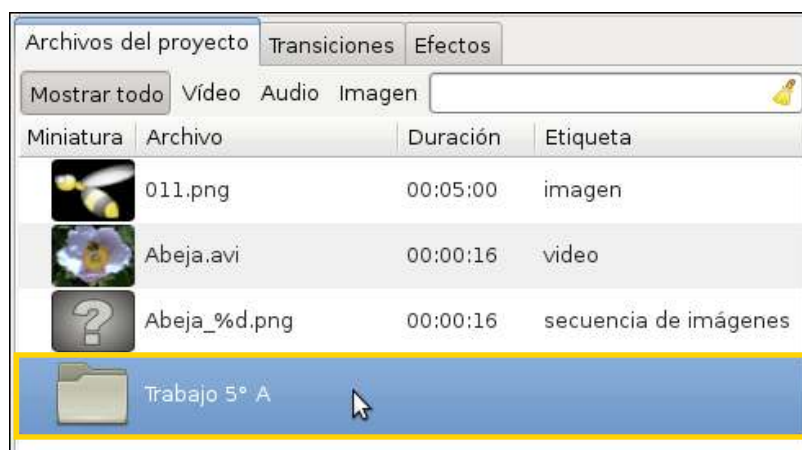 Archivos del proyecto Transiciones Efectos
Mostrar todo Vídeo Audio Imagen
Miniatura Archivo Duración Etiqueta
011.png 00:05:00 imagen
Abeja.avi 00:00:16 video
Abeja_%d.png 00:00:16 secuencia de imágenes
Trabajo 5° A